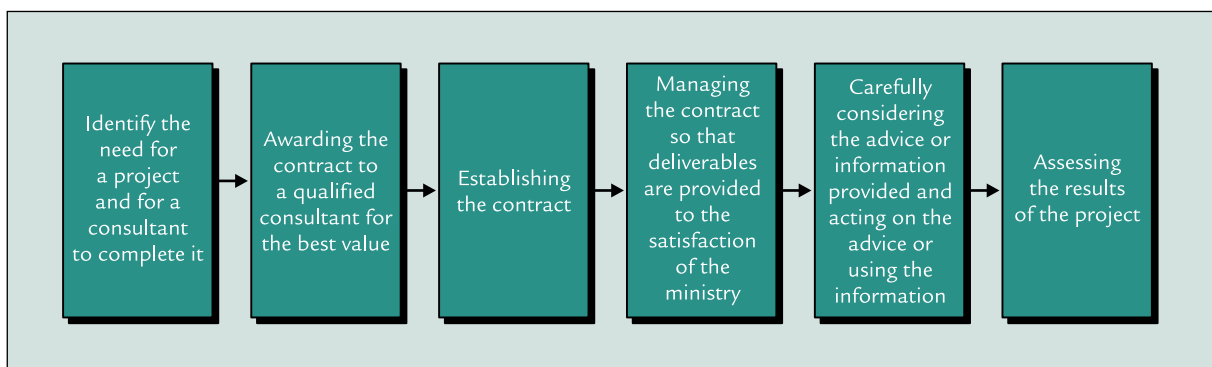 Identify the
need for
a project
and for a
consultant
to complete it
Awarding the
contract to
a qualified
consultant for
the best value
Establishing
the contract
Managing
the contract
so that
deliverables
are provided
to the
satisfaction
of the
ministry
Carefully
considering
the advice or
information
provided and
acting on the
advice or
using the
information
Assessing
the results
of the project